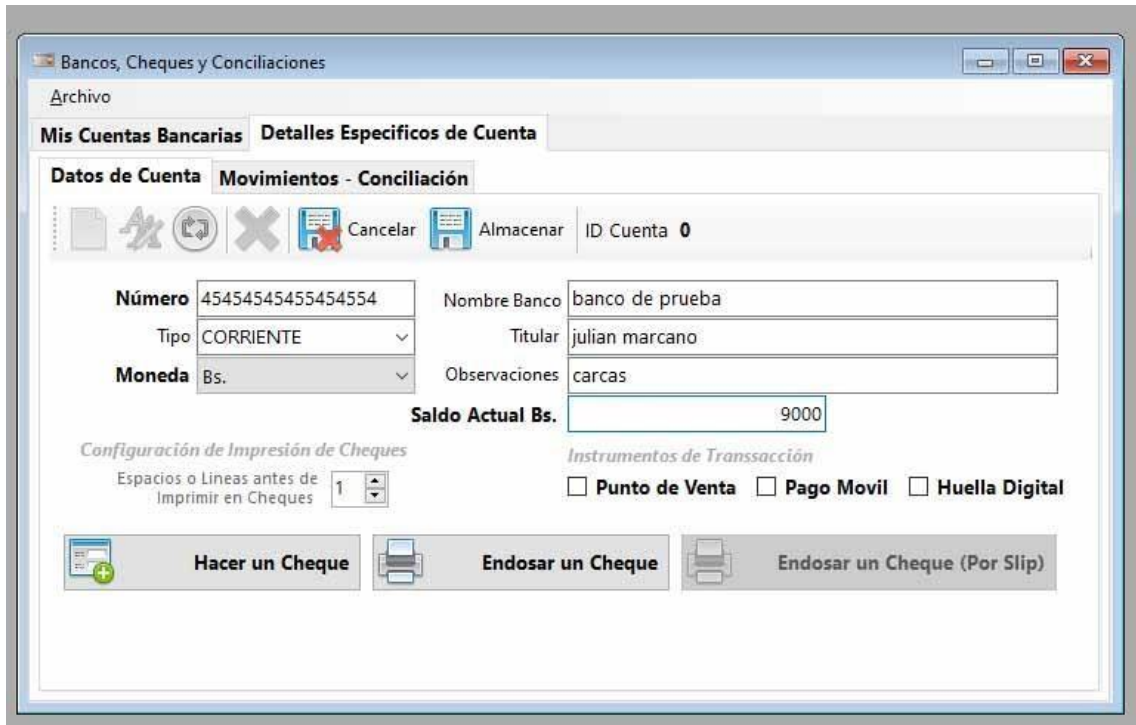 Bancos, Cheques y Conciliaciones
Archivo
Mis Cuentas Bancarias Detalles Especificos de Cuenta
Datos de Cuenta Movimientos - Conciliación
Cancelar Almacenar ID Cuenta 0
Número 45454545455454554 Nombre Banco banco de prueba
Tipo CORRIENTE Titular julian marcano
Moneda Bs. Observaciones carcas
Saldo Actual Bs. 9000
Configuración de Impresión de Cheques Instrumentos de Transsacción
Espacios o Lineas antes de
Imprimir en Cheques 1 Punto de Venta Pago Movil Huella Digital
Hacer un Cheque Endosar un Cheque Endosar un Cheque (Por Slip)